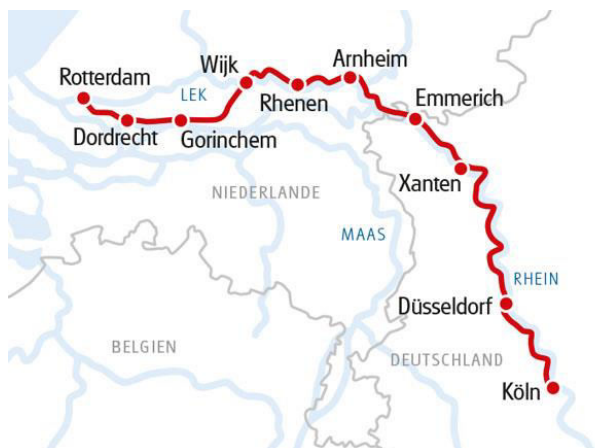 Arnheim
Wijk
Rotterdam
LEK
Rhenen
Emmerich
Dordrecht
Gorinchem
Xanten
NIEDERLANDE
MAAS
RHEIN
Düsseldorf
BELGIEN
DEUTSCHLAND
Köln